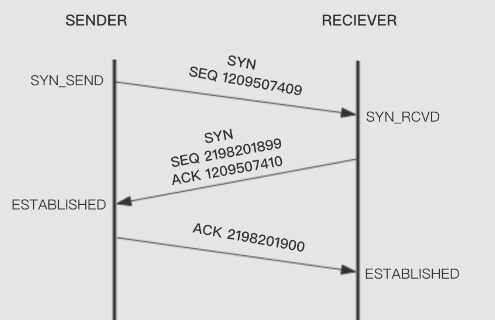 SENDER
RECIEVER
SYN
SEQ 1209507409
SYN_SEND
SYN_RCVD
SYN
SEQ 2198201899
ACK 1209507410
ESTABLISHED
ACK 2198201900
ESTABLISHED